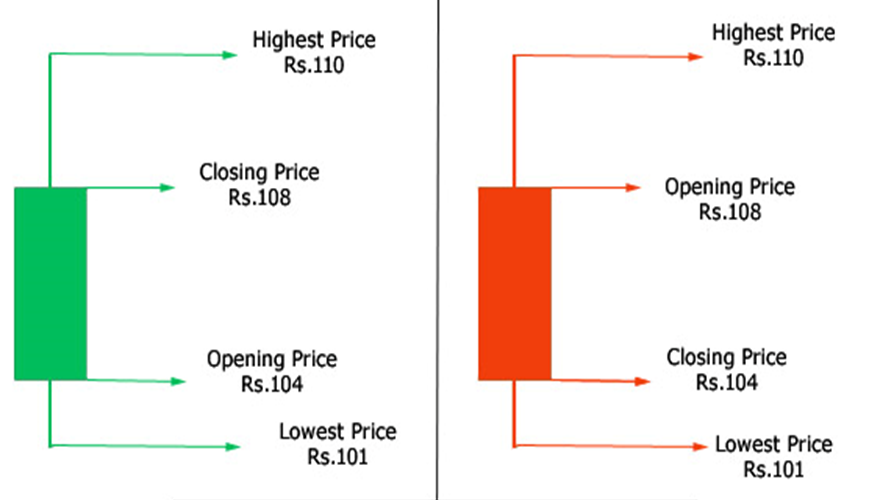 Highest Price
Rs.110
Closing Price
Rs.108
Opening Price
Rs.104
Lowest Price
Rs.101
Highest Price
Rs.110
Opening Price
Rs.108
Closing Price
Rs.104
Lowest Price
Rs.101